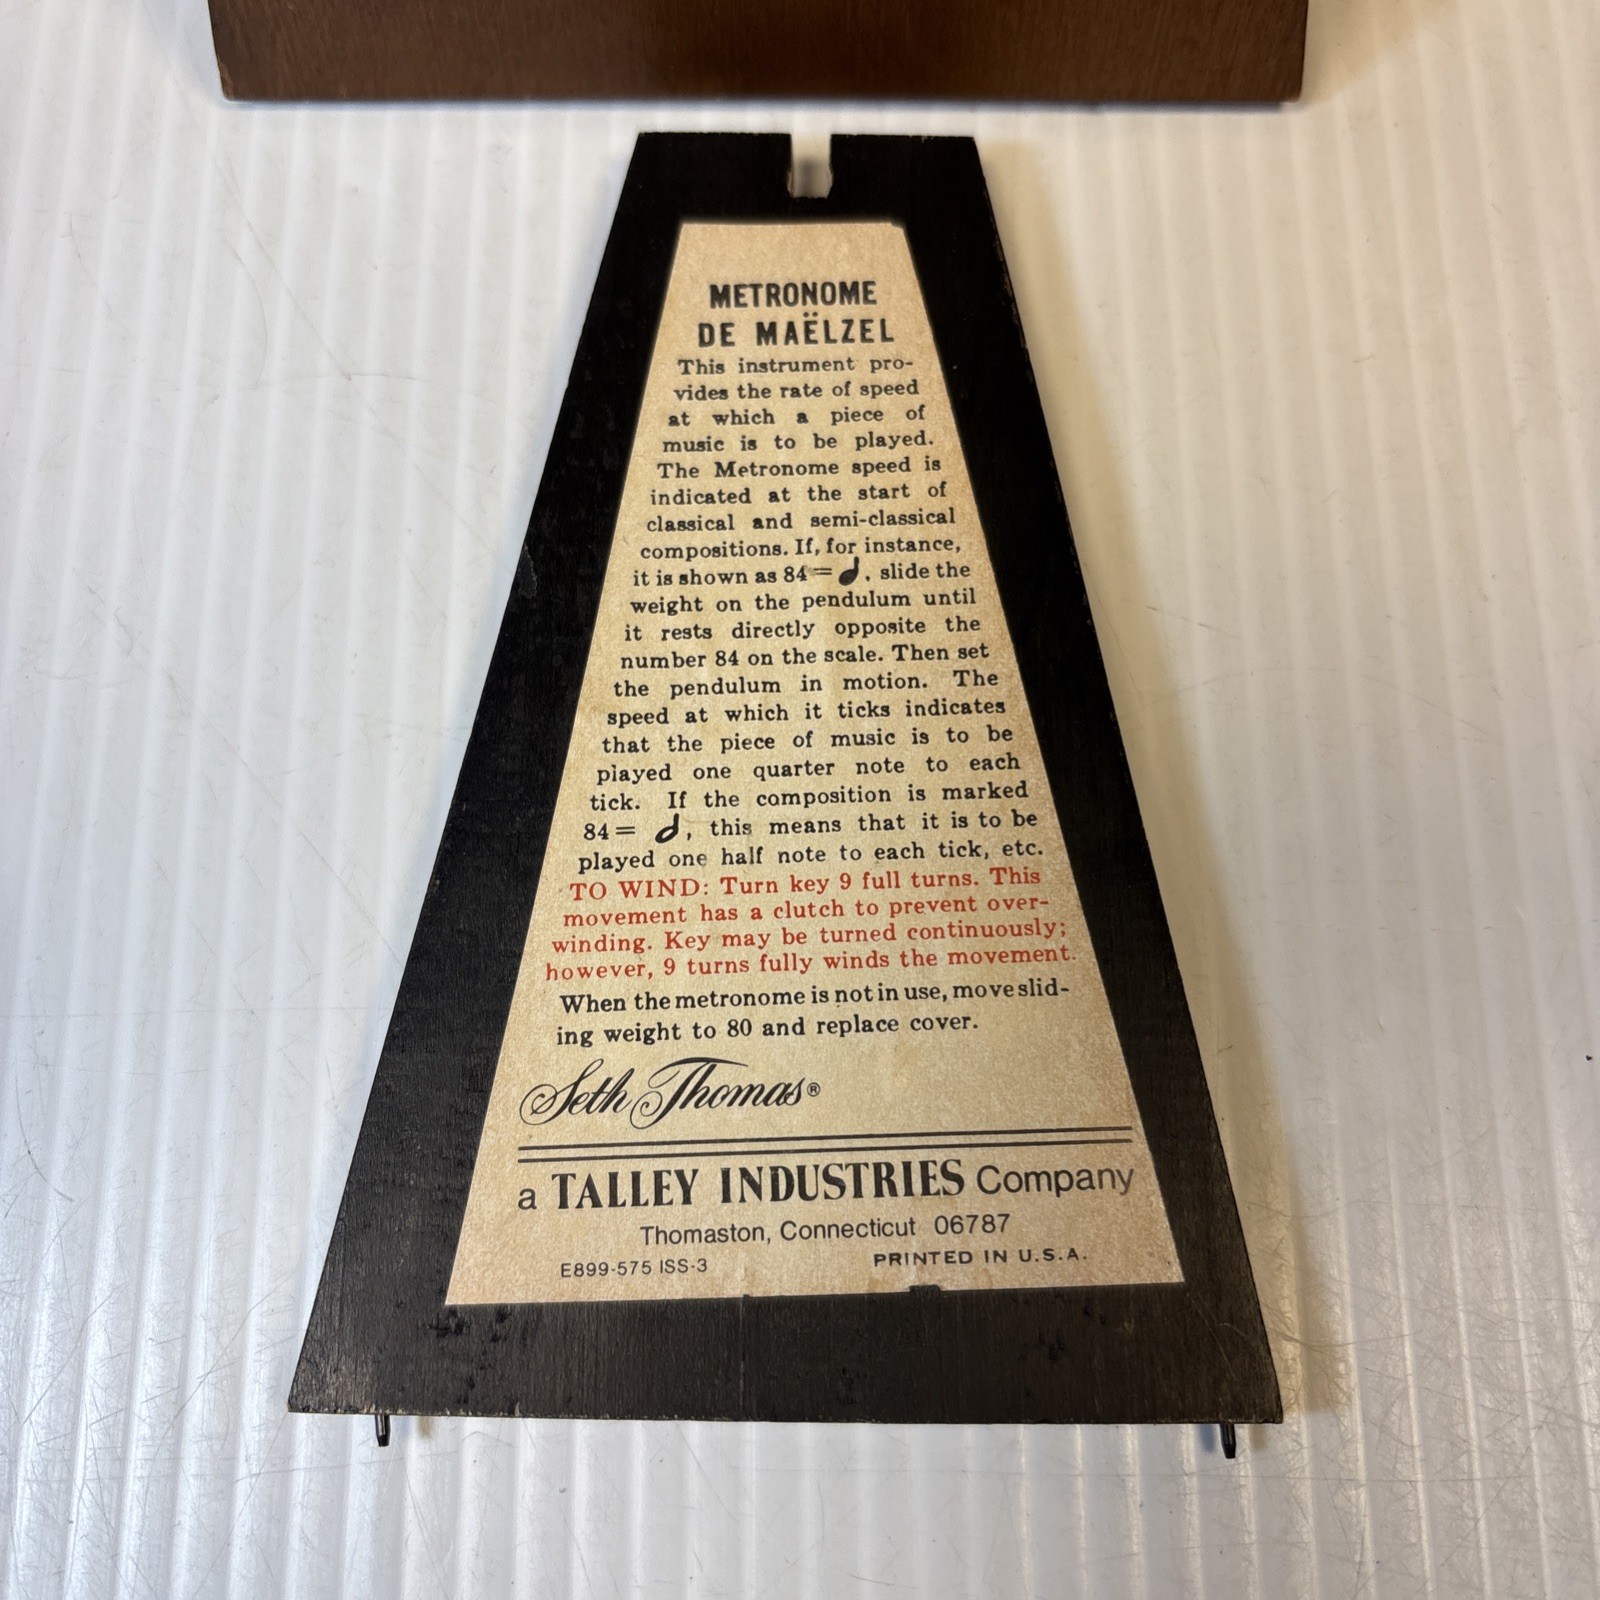 METRONOME
DE MAËLZEL
This instrument pro-
vides the rate of speed
at which a piece of
music is to be played.
The Metronome speed is
indicated at the start of
classical and semi-classical
compositions. If, for instance,
it is shown as 84 = ♩, slide the
weight on the pendulum until
it rests directly opposite the
number 84 on the scale. Then set
the pendulum in motion. The
speed at which it ticks indicates
that the piece of music is to be
played one quarter note to each
tick. If the composition is marked
84 = 𝅗𝅥, this means that it is to be
played one half note to each tick, etc.
TO WIND: Turn key 9 full turns. This
movement has a clutch to prevent over-
winding. Key may be turned continuously;
however, 9 turns fully winds the movement.
When the metronome is not in use, move slid-
ing weight to 80 and replace cover.
Seth Thomas®
a TALLEY INDUSTRIES Company
Thomaston, Connecticut 06787
E899-575 ISS-3 PRINTED IN U.S.A.